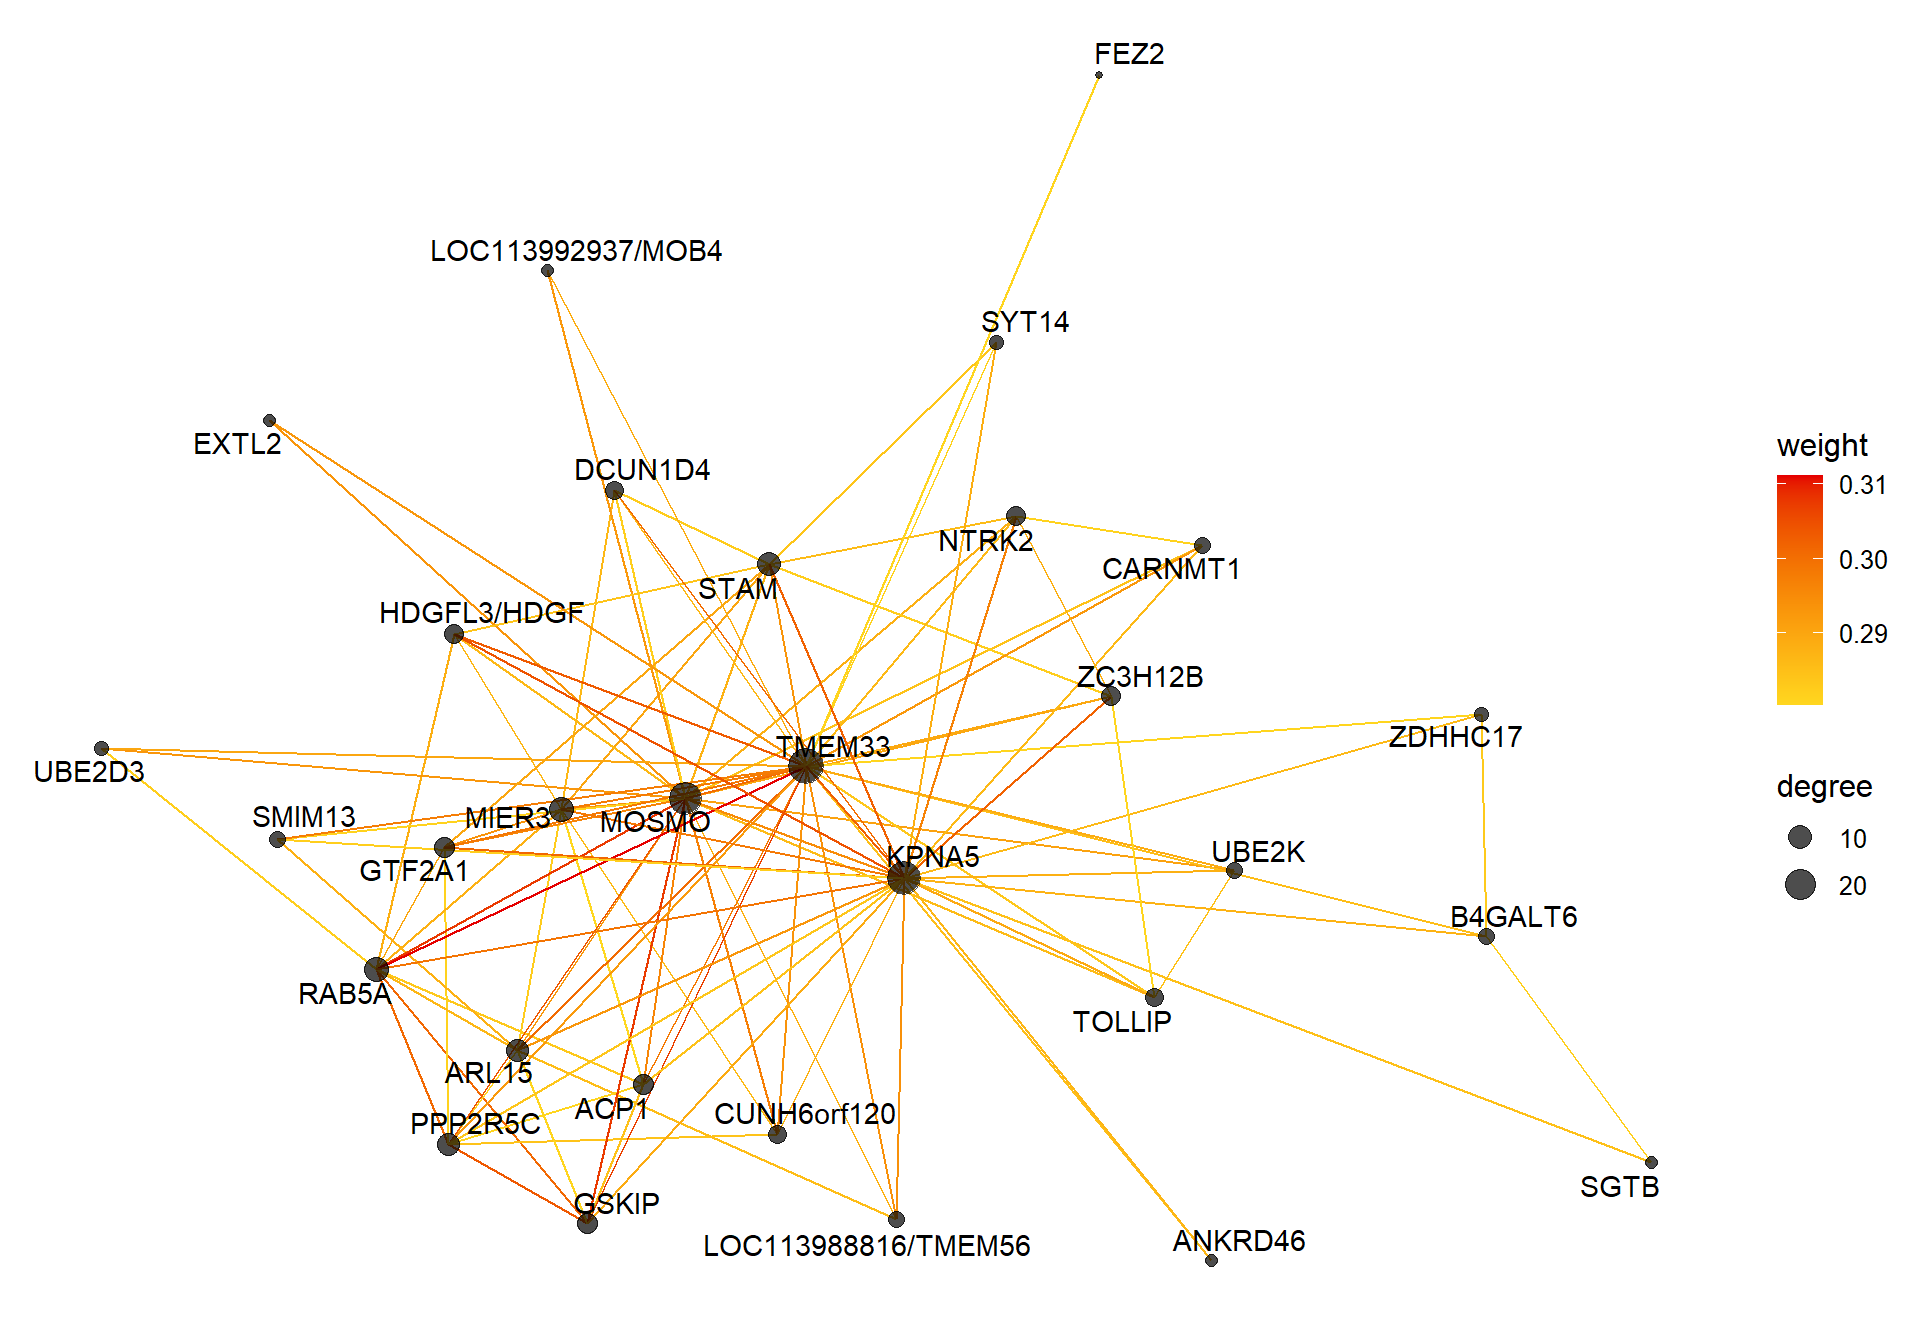 FEZ2
LOC113992937/MOB4
SYT14
EXTL2
DCUN1D4
NTRK2
CARNMT1
STAM
HDGFL3/HDGF
ZC3H12B
ZDHHC17
TMEM33
UBE2D3
SMIM13
MIER3
MOSMO
GTF2A1
KPNA5
UBE2K
B4GALT6
RAB5A
TOLLIP
ARL15
ACP1
CUNH6orf120
PPP2R5C
SGTB
GSKIP
LOC113988816/TMEM56
ANKRD46
weight
0.31
0.30
0.29
degree
10
20